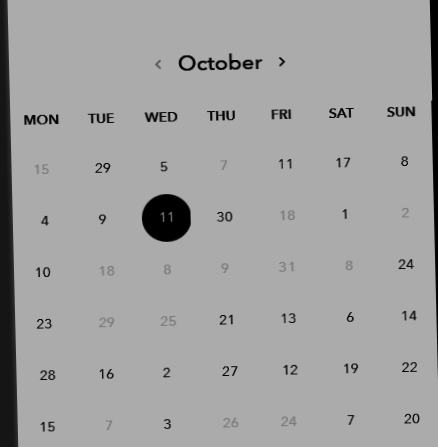 ‹ October ›
MON TUE WED THU FRI SAT SUN
15 29 5 7 11 17 8
4 9 11 30 18 1 2
10 18 8 9 31 8 24
23 29 25 21 13 6 14
28 16 2 27 12 19 22
15 7 3 26 24 7 20